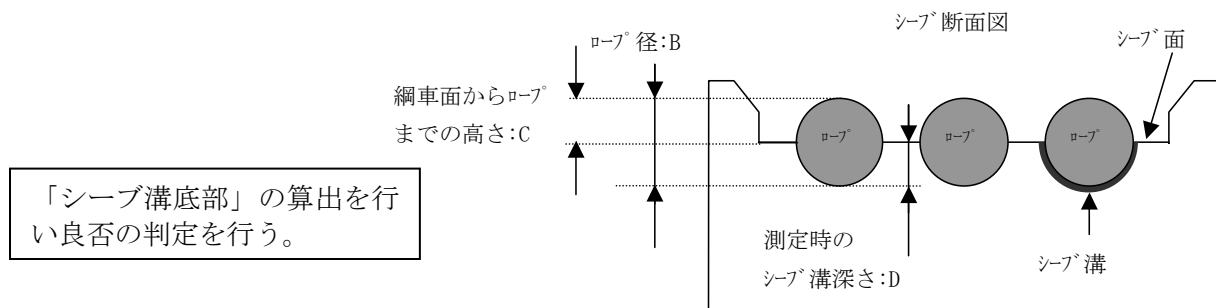 シーブ断面図
ロープ径:B
シーブ面
綱車面からロープ
までの高さ:C
ロープ
ロープ
ロープ
「シーブ溝底部」の算出を行
い良否の判定を行う。
測定時の
シーブ溝深さ:D
シーブ溝